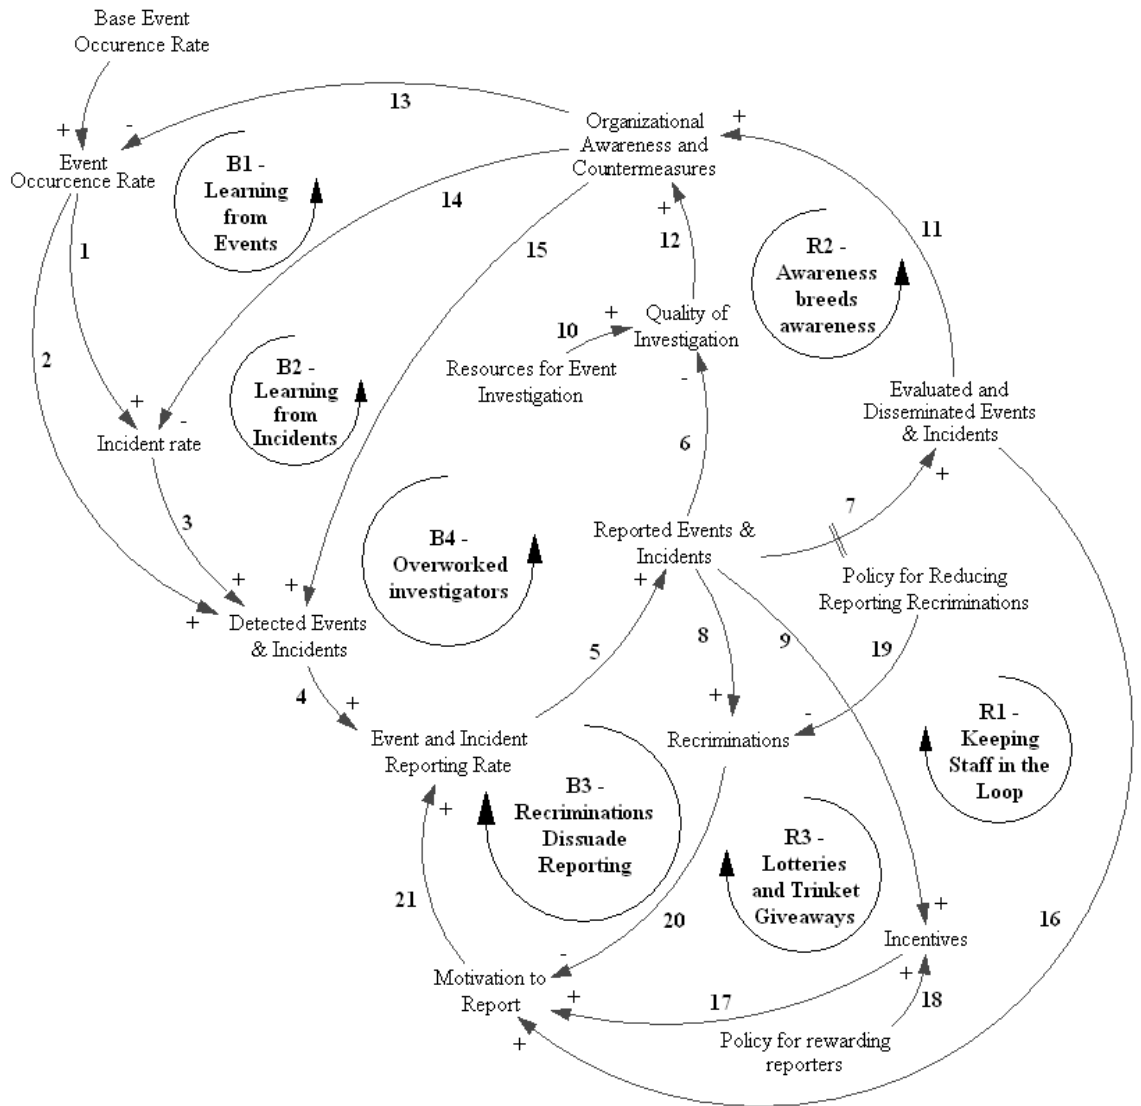 Base Event
Occurence Rate
13
+
-
Event
Occurcence Rate
B1 -
Learning
from
Events
Organizational
Awareness and
Countermeasures
+
14
15
1
+
12
11
R2 -
Awareness
breeds
awareness
2
10
+
Quality of
Investigation
Resources for Event
Investigation
-
B2 -
Learning
from
Incidents
+
-
Incident rate
Evaluated and
Disseminated Events
& Incidents
+
6
7
3
B4 -
Overworked
investigators
Reported Events &
Incidents
+
Policy for Reducing
Reporting Recriminations
+
+
+
Detected Events
& Incidents
4
+
5
8
9
19
+
-
Event and Incident
Reporting Rate
+
Recriminations
R1 -
Keeping
Staff in the
Loop
B3 -
Recriminations
Dissuade
Reporting
R3 -
Lotteries
and Trinket
Giveaways
21
20
+
16
Incentives
-
+
Motivation to
Report
+
17
18
+
Policy for rewarding
reporters